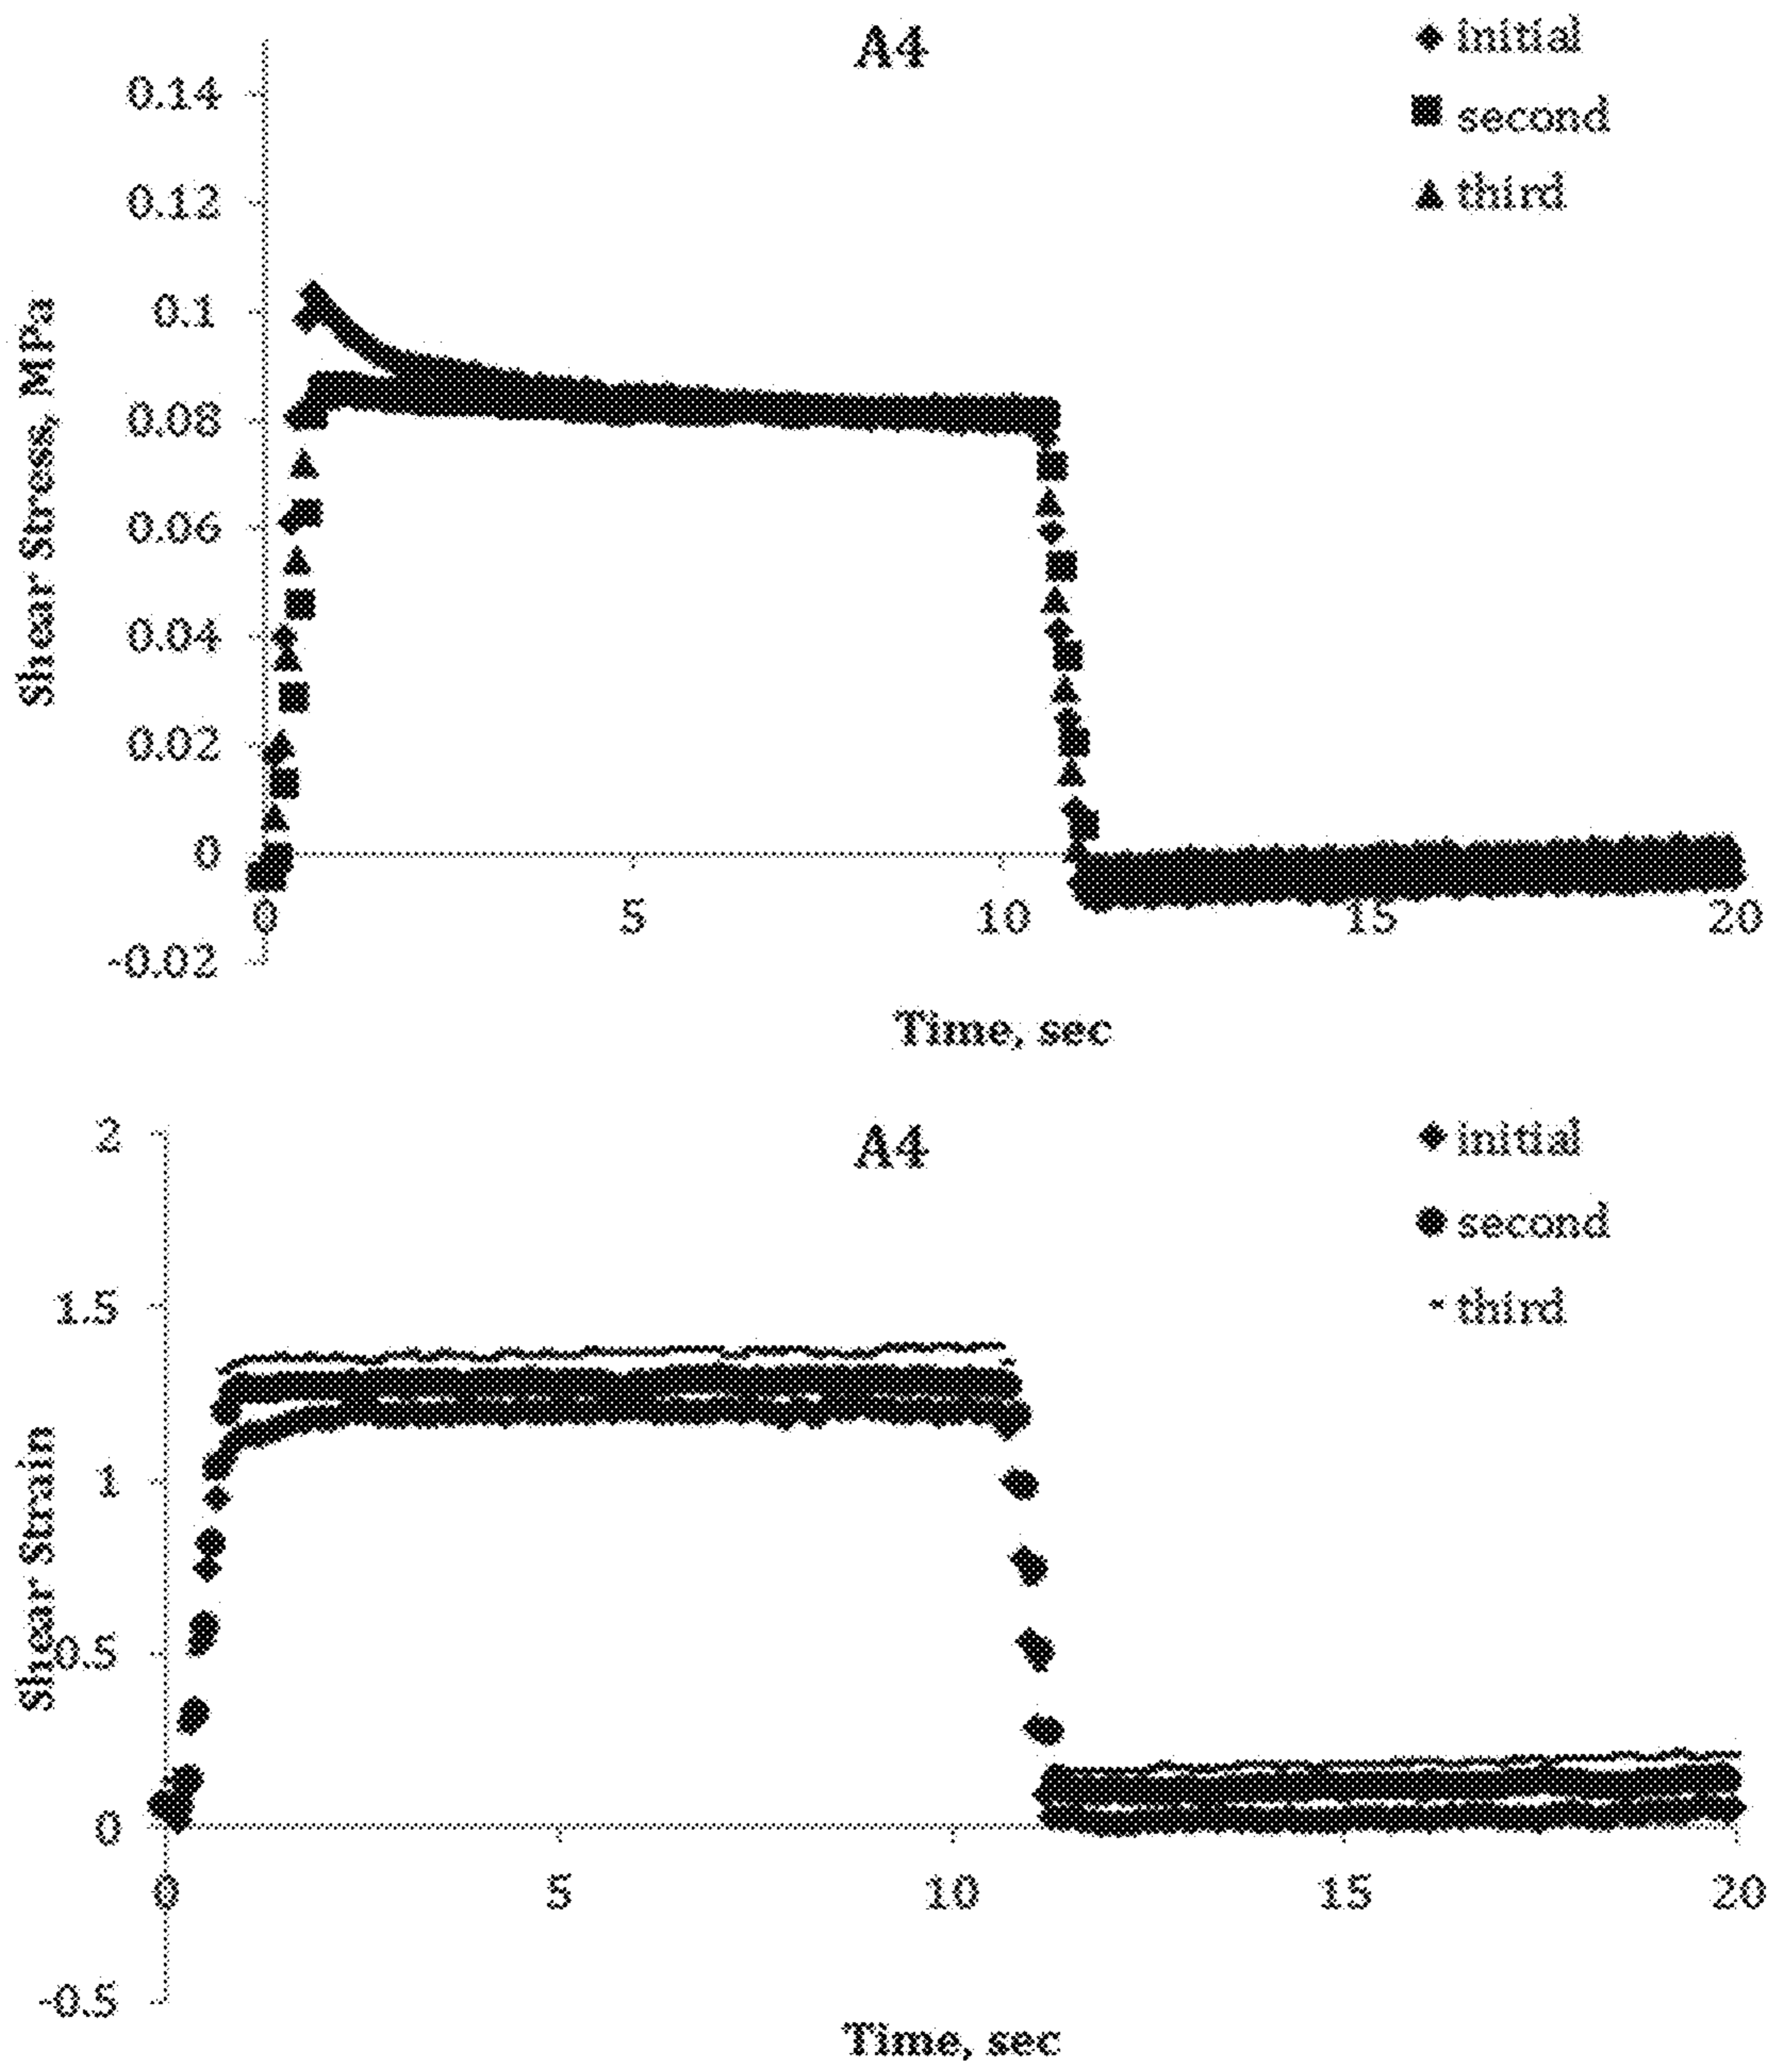 A4
initial
second
third
0.14
0.12
0.1
0.08
0.06
0.04
0.02
0
-0.02
Shear Stress, MPa
0 5 10 15 20
Time, sec
A4
initial
second
third
2
1.5
1
0.5
0
-0.5
Shear Strain
0 5 10 15 20
Time, sec